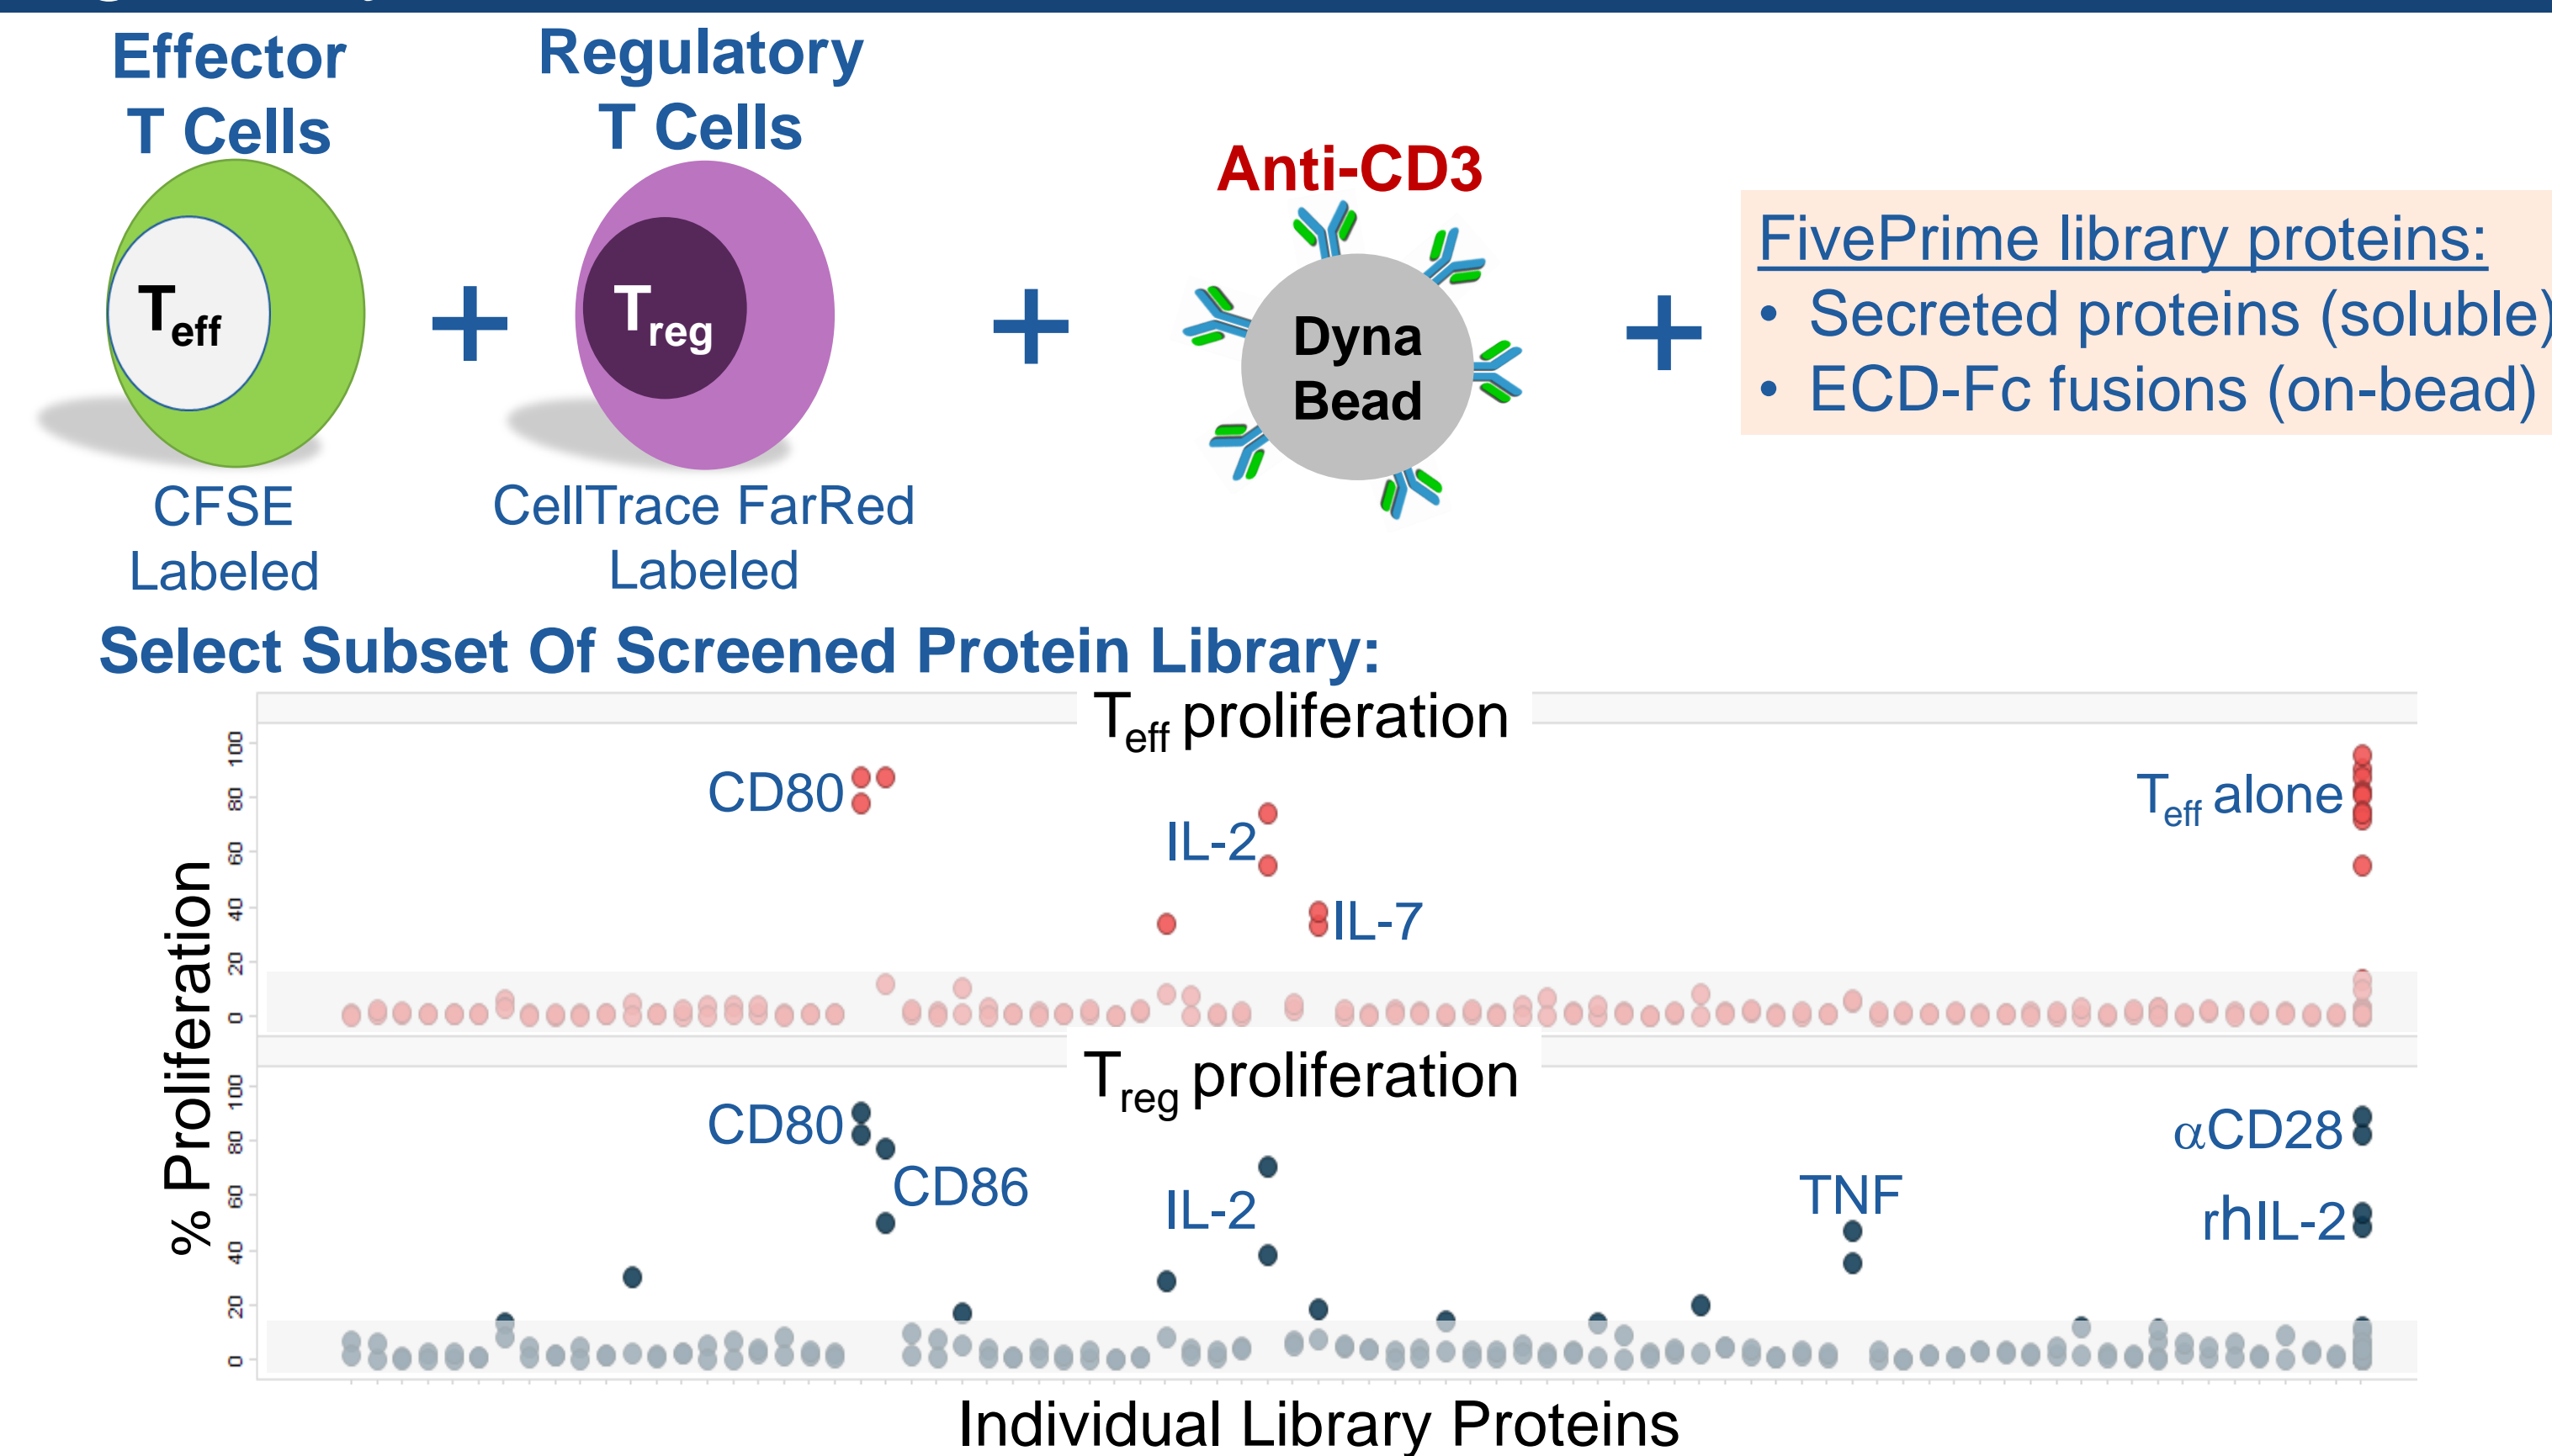 Effector
T Cells
Regulatory
T Cells
Teff
Treg
CFSE
Labeled
CellTrace FarRed
Labeled
+
+
Anti-CD3
Dyna
Bead
+
FivePrime library proteins:
• Secreted proteins (soluble)
• ECD-Fc fusions (on-bead)
Select Subset Of Screened Protein Library:
Teff proliferation
% Proliferation
100
80
60
40
20
0
CD80
IL-2
IL-7
Teff alone
Treg proliferation
100
80
60
40
20
0
CD80
CD86
IL-2
TNF
αCD28
rhIL-2
Individual Library Proteins